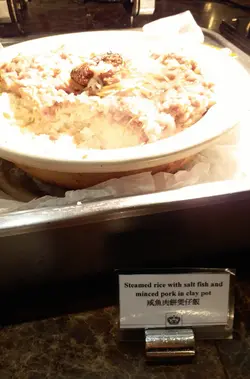 Steamed rice with salt fish and
minced pork in clay pot
咸魚肉餅煲仔飯